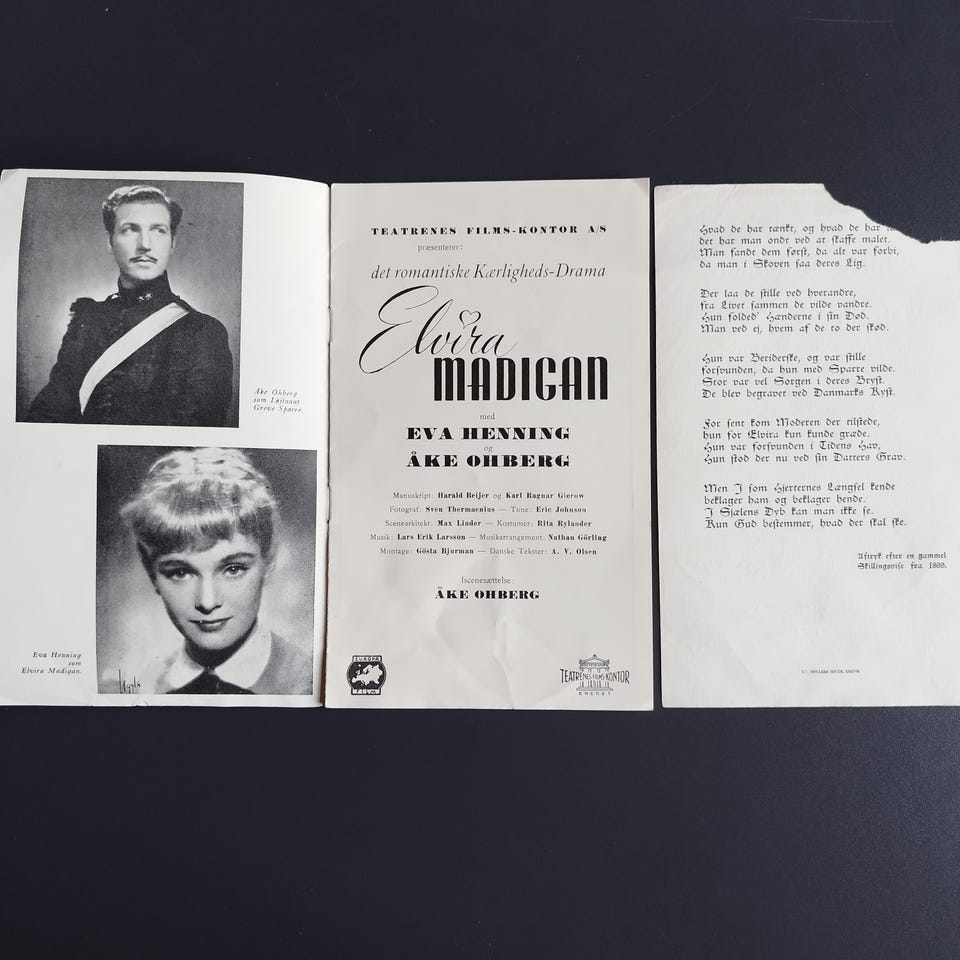 Åke Ohberg
som Løjtnant
Greve Sparre.
Eva Henning
som
Elvira Madigan.
TEATRENES FILMS-KONTOR A/S
præsenterer:
det romantiske Kærligheds-Drama
Elvira
MADIGAN
med
EVA HENNING
og
ÅKE OHBERG
Manuskript: Harald Beijer og Karl Ragnar Gierow
Fotograf: Sven Thermaenius — Tone: Eric Johnson
Scenearkitekt: Max Linder — Kostumer: Rita Rylander
Musik: Lars Erik Larsson — Musikarrangement: Nathan Görling
Montage: Gösta Bjurman — Danske Tekster: A. V. Olsen
Iscenesættelse:
ÅKE OHBERG
EUROPA
FILM
TEATRENES FILMS KONTOR
ENERET
Hvad de har tænkt, og hvad de har
det har man ondt ved at skaffe malet.
Man fandt dem først, da alt var forbi,
da man i Skoven saa deres Lig.
Der laa de stille ved hverandre,
fra Livet sammen de vilde vandre.
Hun folded' Hænderne i sin Død.
Man ved ej, hvem af de to der skød.
Hun var Beriderske, og var stille
forsvunden, da hun med Sparre vilde.
Stor var vel Sorgen i deres Bryst.
De blev begravet ved Danmarks Kyst.
For sent kom Moderen der tilstede,
hun for Elvira kun kunde græde.
Hun var forsvunden i Tidens Hav,
Hun stod der nu ved sin Datters Grav.
Men I som Hjerternes Længsel kende
beklager ham og beklager hende.
I Sjælens Dyb kan man ikke se.
Kun Gud bestemmer, hvad der skal ske.
Aftryk efter en gammel
Skillingsvise fra 1889.